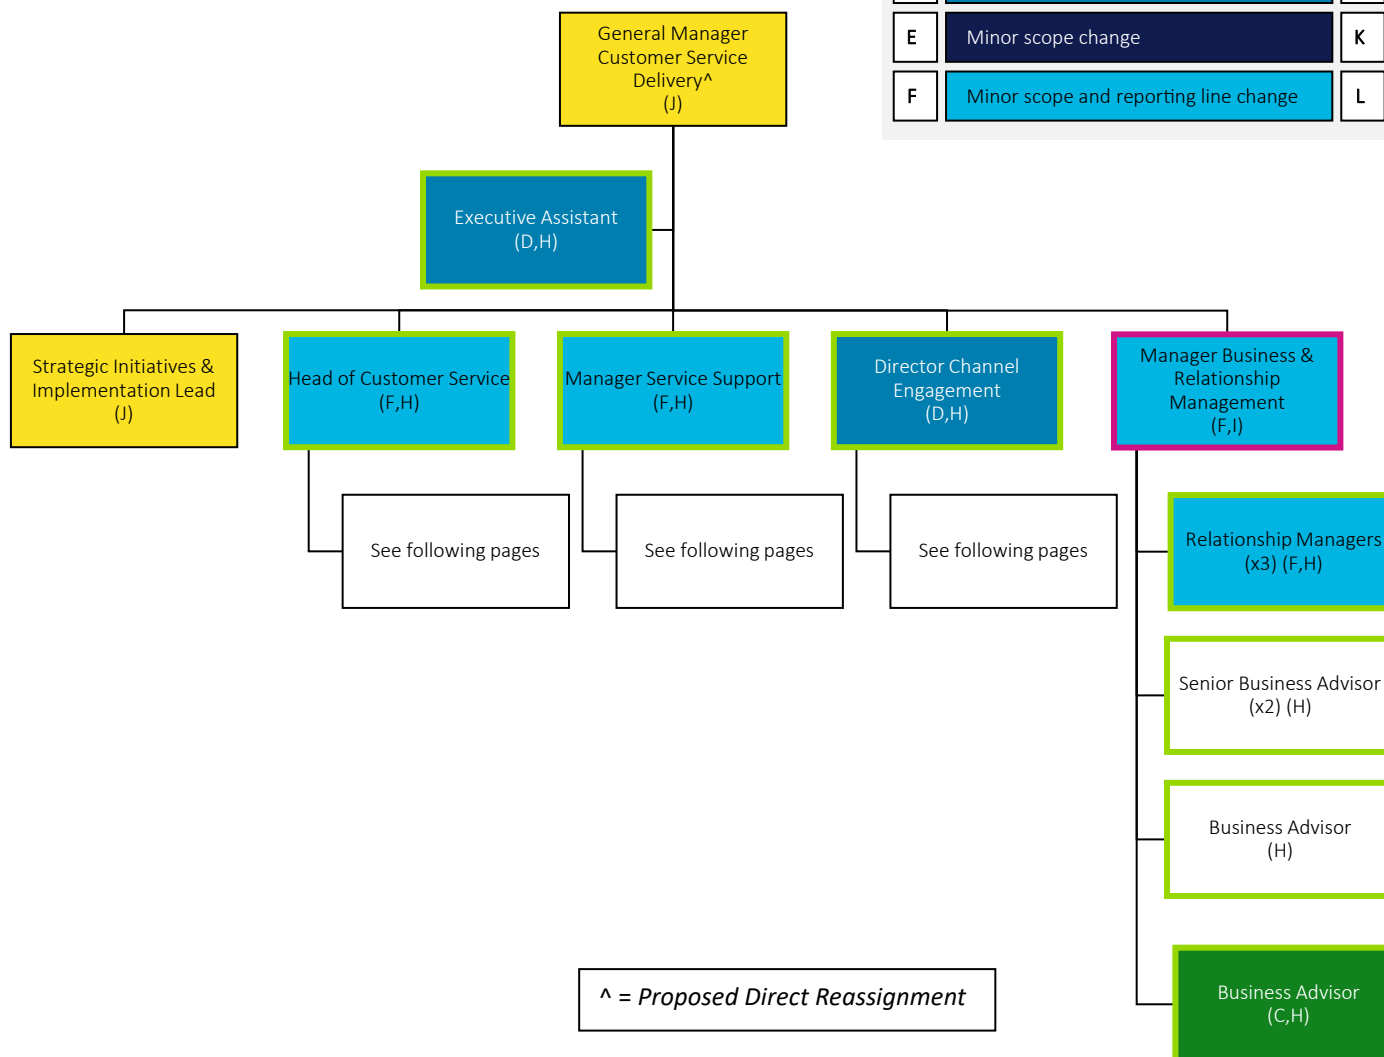 E
Minor scope change
K
F
Minor scope and reporting line change
L
General Manager
Customer Service
Delivery^
(J)
Executive Assistant
(D,H)
Strategic Initiatives &
Implementation Lead
(J)
Head of Customer Service
(F,H)
Manager Service Support
(F,H)
Director Channel
Engagement
(D,H)
Manager Business &
Relationship
Management
(F,I)
See following pages
See following pages
See following pages
Relationship Managers
(x3) (F,H)
Senior Business Advisor
(x2) (H)
Business Advisor
(H)
Business Advisor
(C,H)
^ = Proposed Direct Reassignment